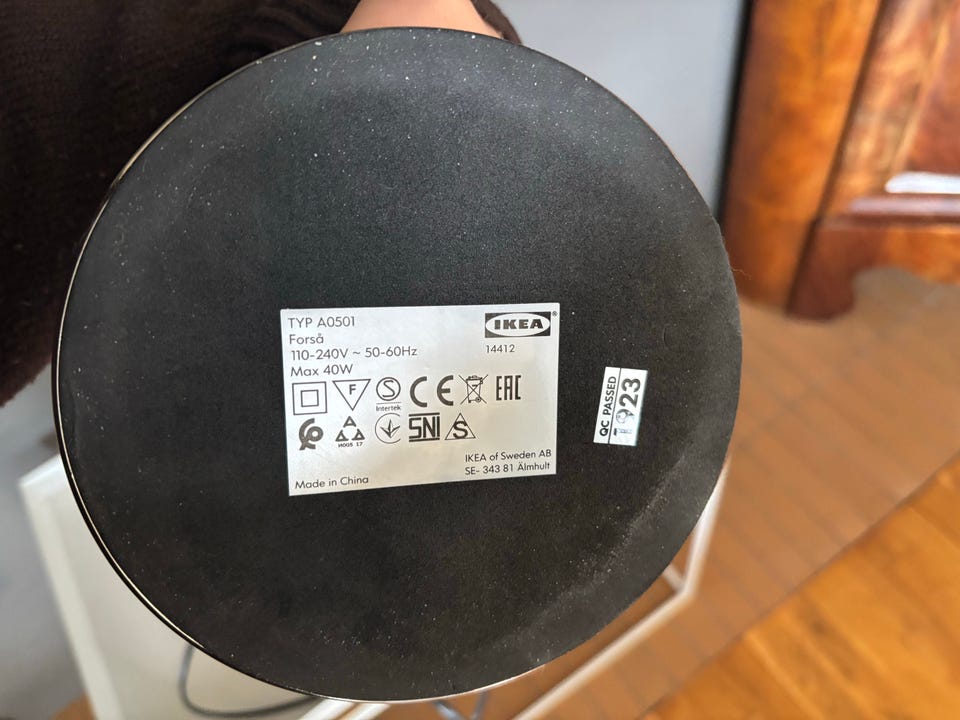 TYP A0501
Forså
110-240V ~ 50-60Hz
Max 40W
IKEA®
14412
F
S
Intertek
CE
EAC
A
S
SNI
IKEA of Sweden AB
SE- 343 81 Älmhult
Made in China
QC PASSED